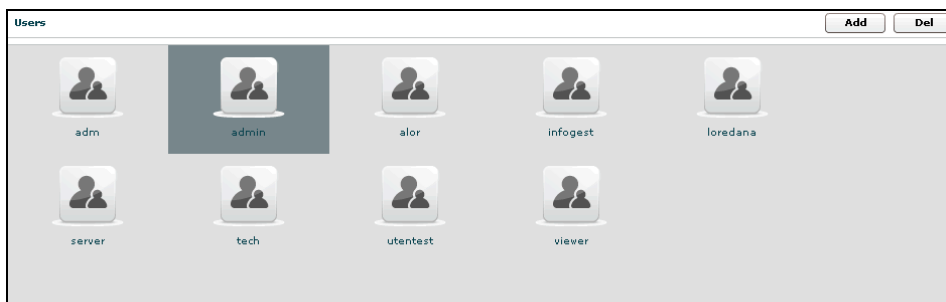 Users Add Del
adm admin alor infogest loredana
server tech utentest viewer